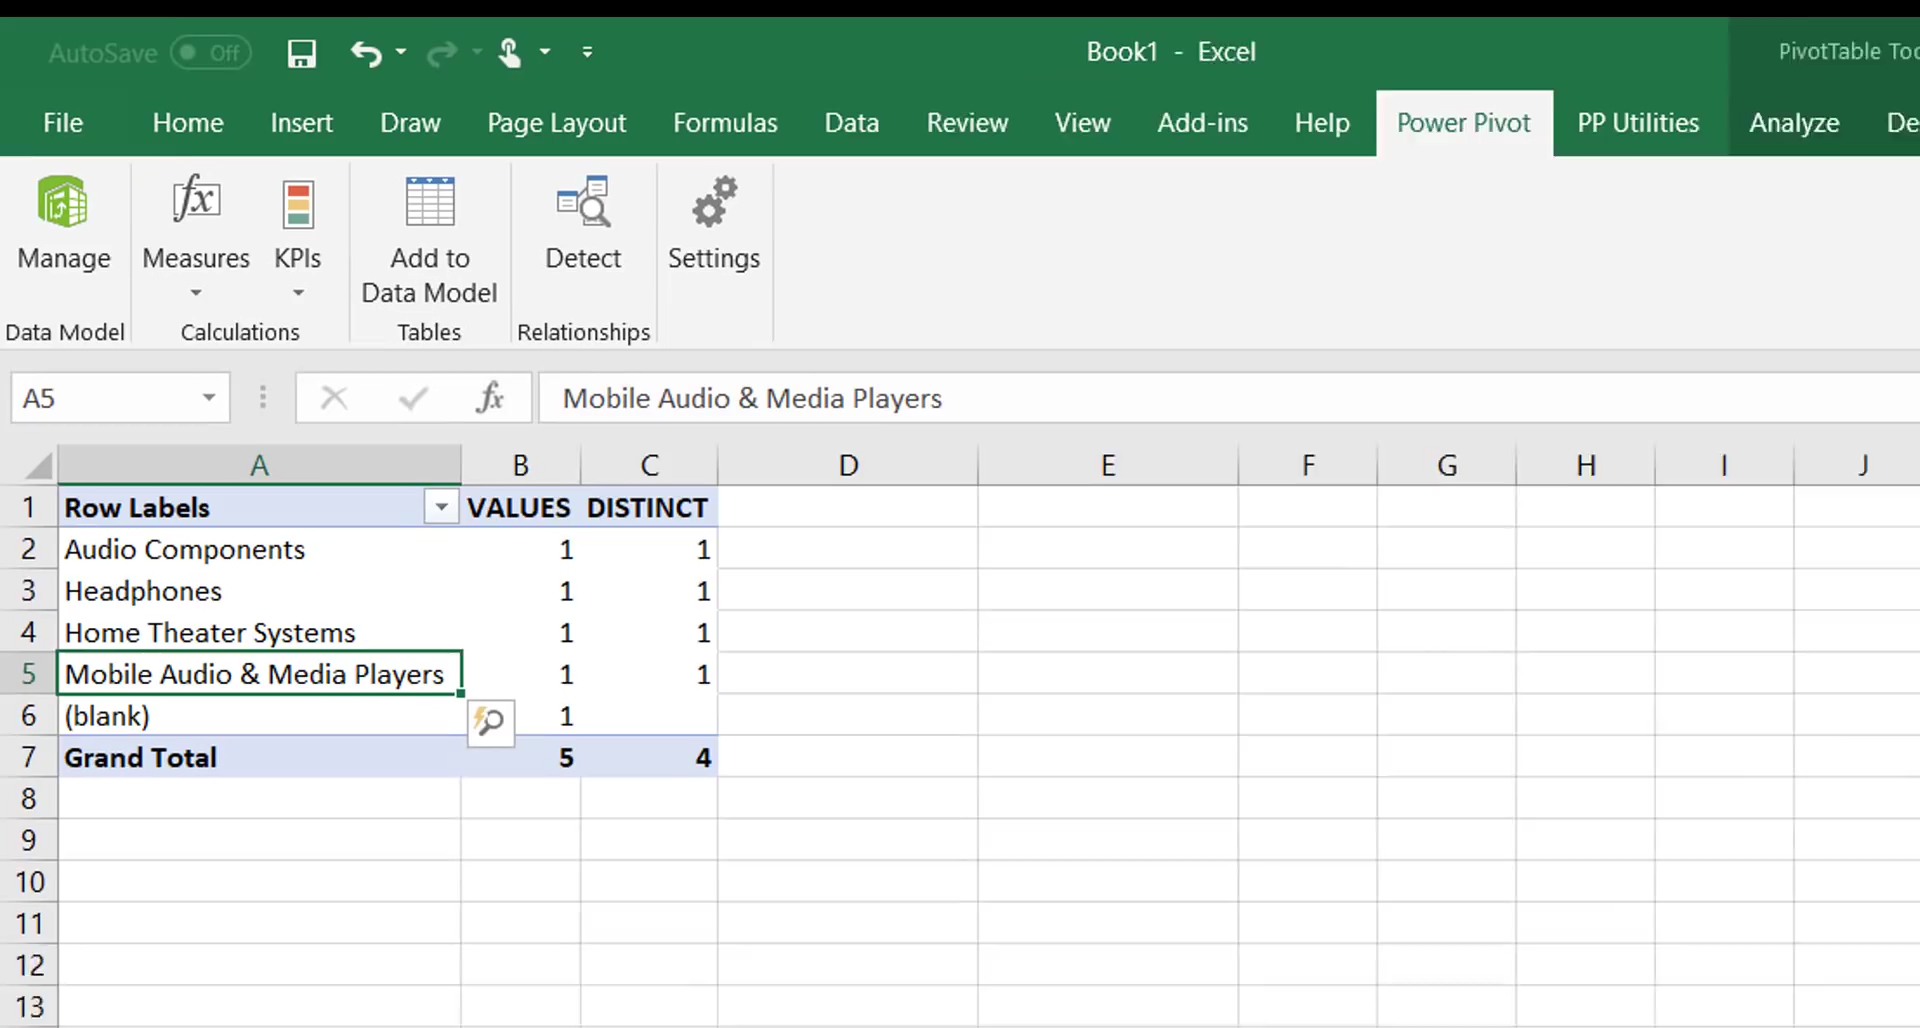 AutoSave Off Book1 - Excel PivotTable Too
File Home Insert Draw Page Layout Formulas Data Review View Add-ins Help Power Pivot PP Utilities Analyze De
Manage Measures KPIs Add to Data Model Detect Settings
Data Model Calculations Tables Relationships
A5 fx Mobile Audio & Media Players
A B C D E F G H I J
1 Row Labels VALUES DISTINCT
2 Audio Components 1 1
3 Headphones 1 1
4 Home Theater Systems 1 1
5 Mobile Audio & Media Players 1 1
6 (blank) 1
7 Grand Total 5 4
8
9
10
11
12
13